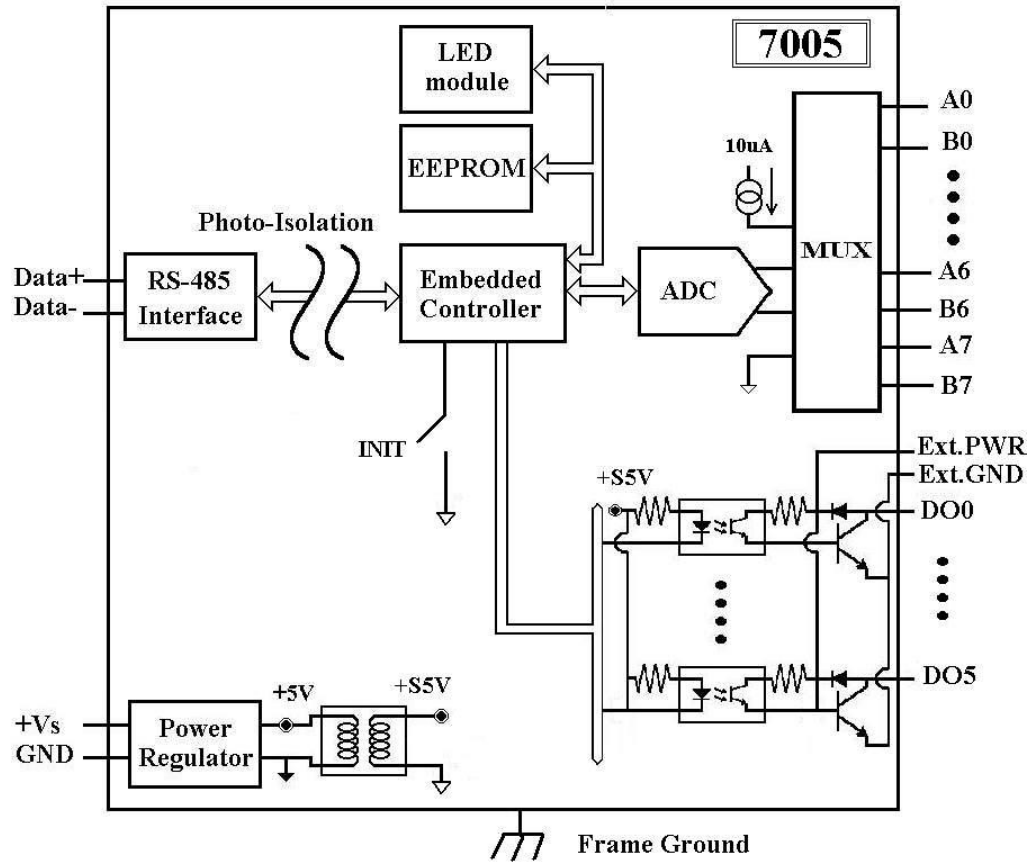 7005
LED
module
EEPROM
10uA
A0
B0
MUX
A6
B6
A7
B7
Photo-Isolation
Data+
Data-
RS-485
Interface
Embedded
Controller
ADC
INIT
Ext.PWR
Ext.GND
+S5V
DO0
DO5
+Vs
GND
Power
Regulator
+5V
+S5V
Frame Ground